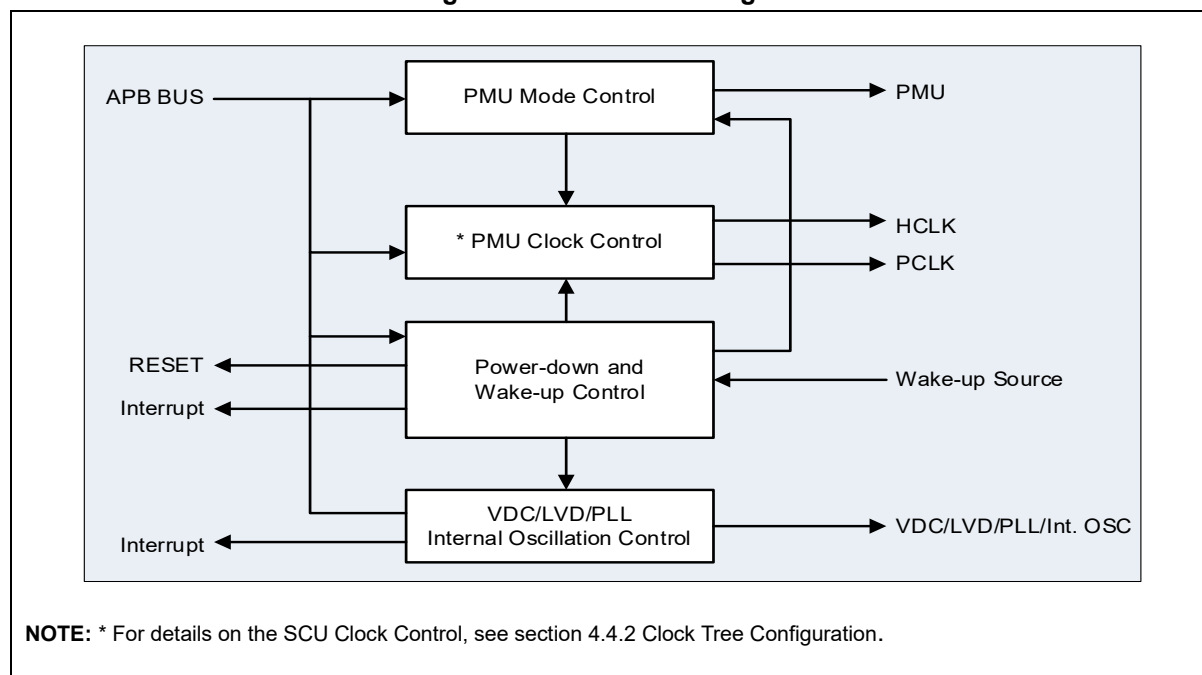 APB BUS
PMU Mode Control
PMU
* PMU Clock Control
HCLK
PCLK
RESET
Interrupt
Power-down and
Wake-up Control
Wake-up Source
Interrupt
VDC/LVD/PLL
Internal Oscillation Control
VDC/LVD/PLL/Int. OSC
NOTE: * For details on the SCU Clock Control, see section 4.4.2 Clock Tree Configuration.